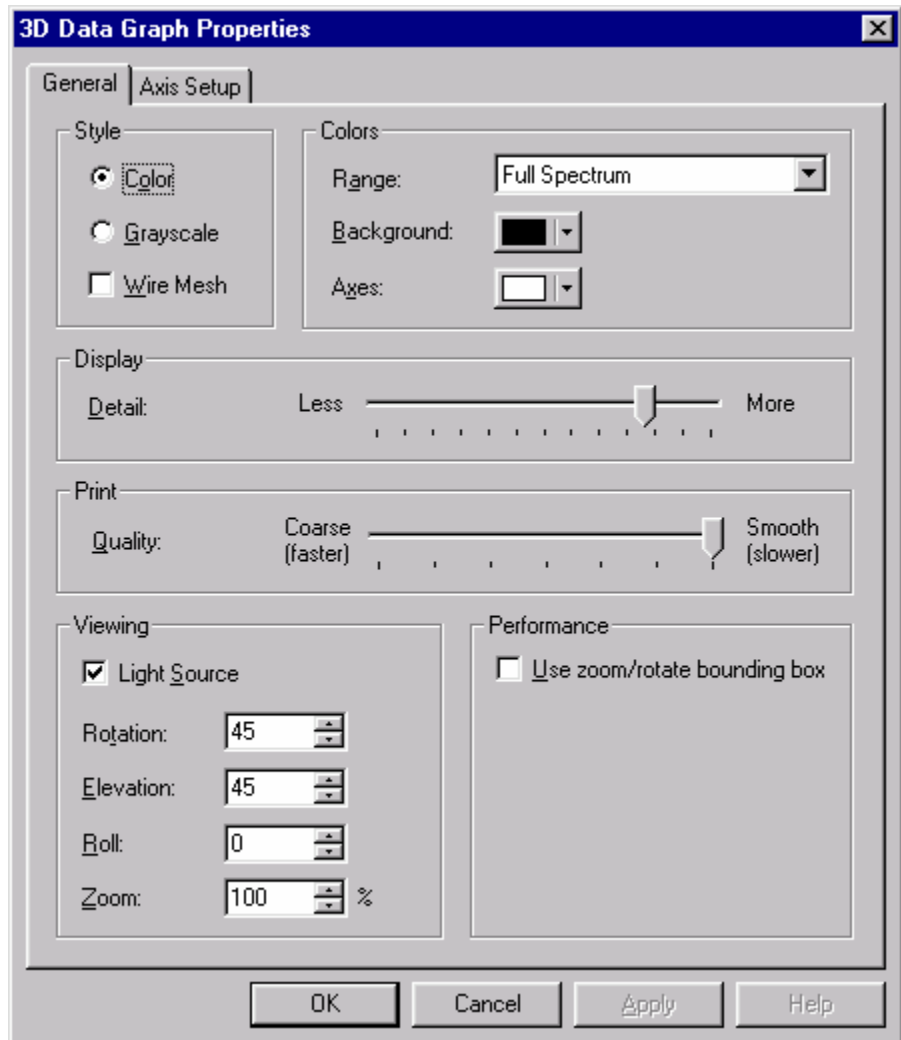 3D Data Graph Properties
General
Axis Setup
Style
Color
Grayscale
Wire Mesh
Colors
Range:
Full Spectrum
Background:
Axes:
Display
Detail:
Less
More
Print
Quality:
Coarse
(faster)
Smooth
(slower)
Viewing
Light Source
Rotation:
45
Elevation:
45
Roll:
0
Zoom:
100
%
Performance
Use zoom/rotate bounding box
OK
Cancel
Apply
Help